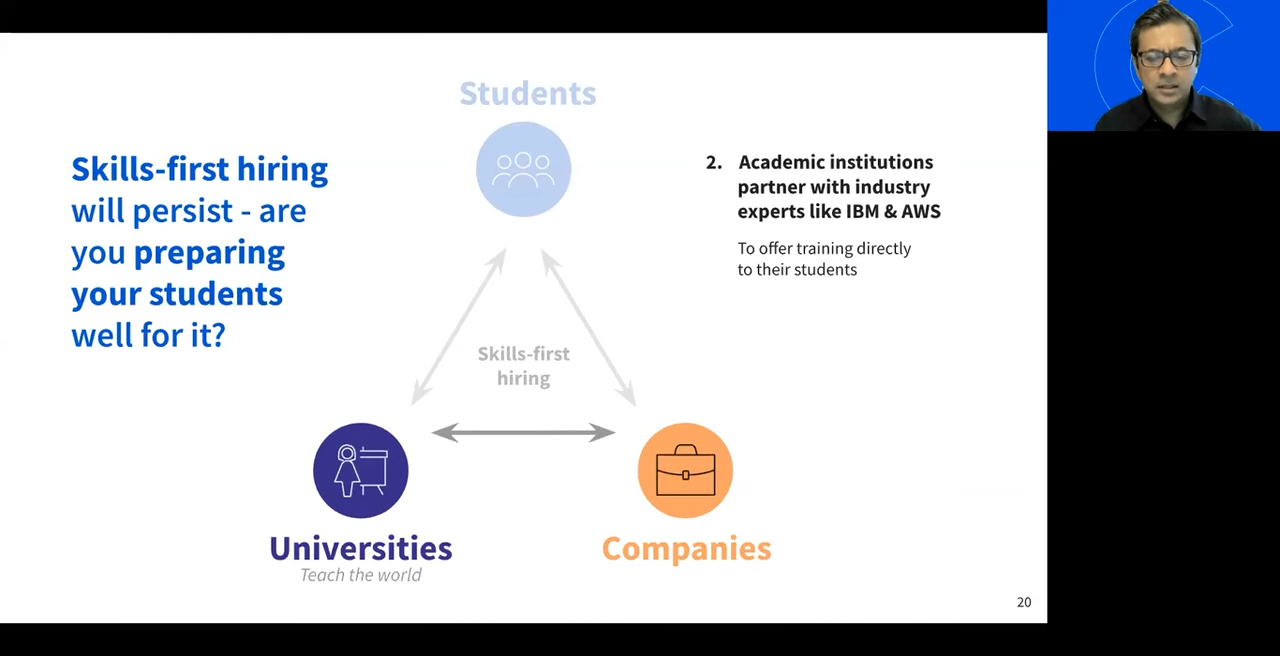 Students
Skills-first hiring
will persist - are
you preparing
your students
well for it?
2. Academic institutions
partner with industry
experts like IBM & AWS
To offer training directly
to their students
Skills-first
hiring
Universities
Teach the world
Companies
20